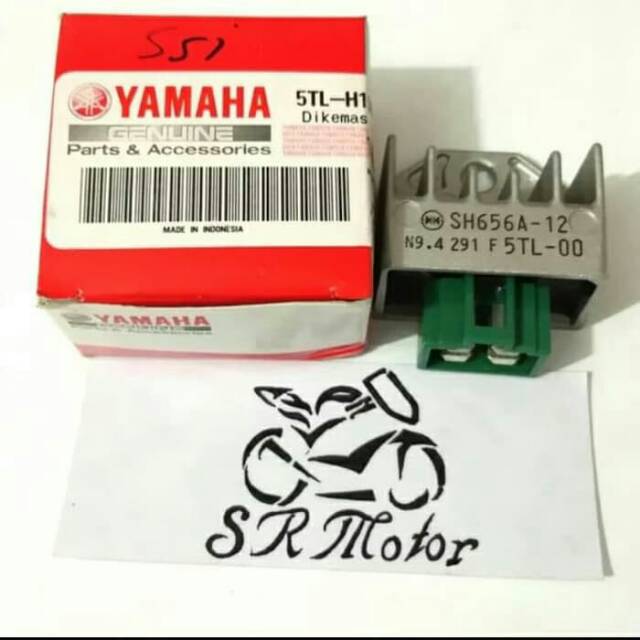 SSi
YAMAHA
GENUINE
Parts & Accessories
5TL-H1
Dikemas
MADE IN INDONESIA
YAMAHA
SH656A-12
N9.4 291 F 5TL-00
SR Motor